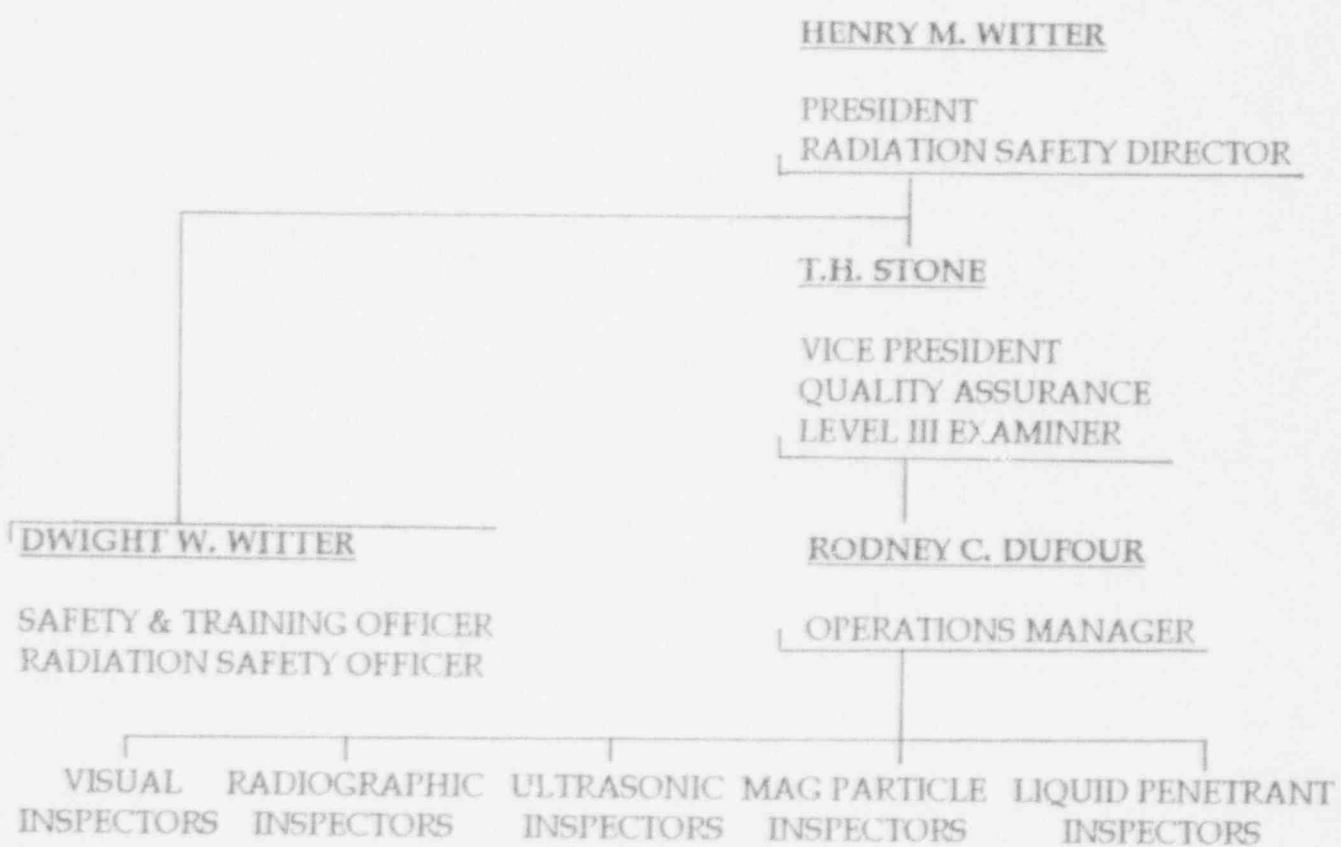 HENRY M. WITTER
PRESIDENT
RADIATION SAFETY DIRECTOR
T.H. STONE
VICE PRESIDENT
QUALITY ASSURANCE
LEVEL III EXAMINER
DWIGHT W. WITTER
SAFETY & TRAINING OFFICER
RADIATION SAFETY OFFICER
RODNEY C. DUFOUR
OPERATIONS MANAGER
VISUAL INSPECTORS
RADIOGRAPHIC INSPECTORS
ULTRASONIC INSPECTORS
MAG PARTICLE INSPECTORS
LIQUID PENETRANT INSPECTORS